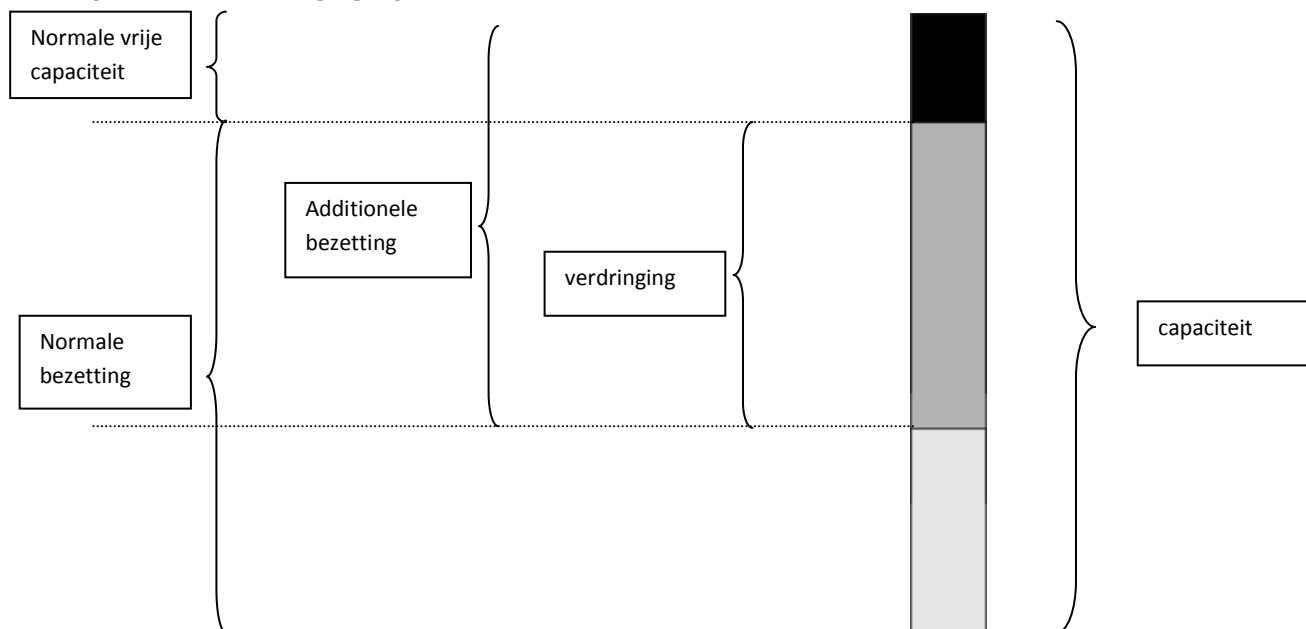 Normale vrije
capaciteit
Additionele
bezetting
verdringing
capaciteit
Normale
bezetting